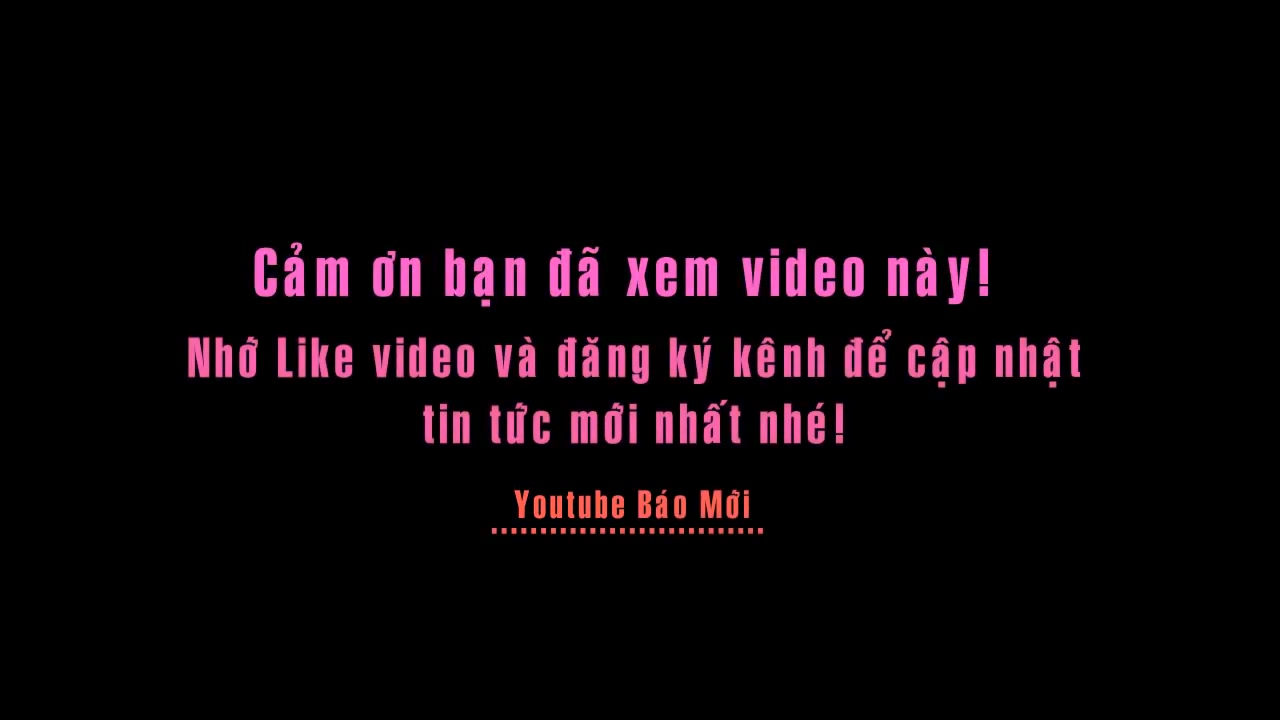 Cảm ơn bạn đã xem video này!
Nhớ Like video và đăng ký kênh để cập nhật
tin tức mới nhất nhé!
Youtube Báo Mới